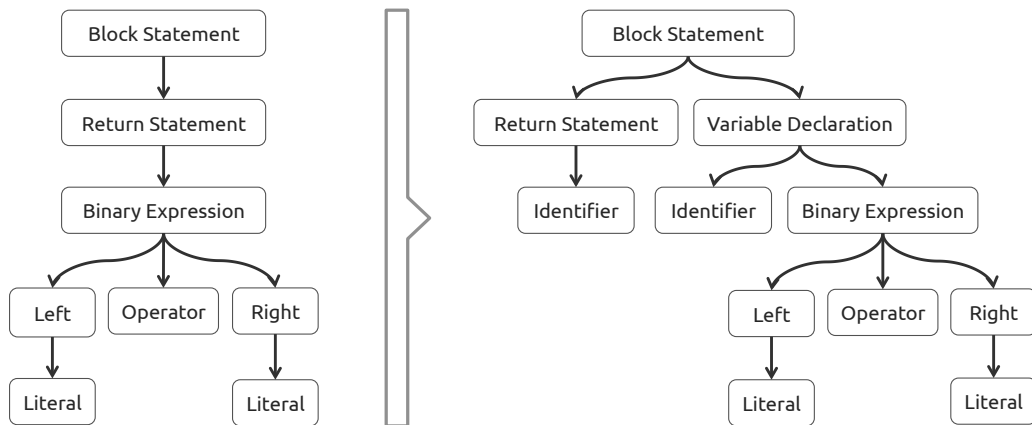 Block Statement
Return Statement
Binary Expression
Left
Operator
Right
Literal
Literal
Block Statement
Return Statement
Variable Declaration
Identifier
Identifier
Binary Expression
Left
Operator
Right
Literal
Literal